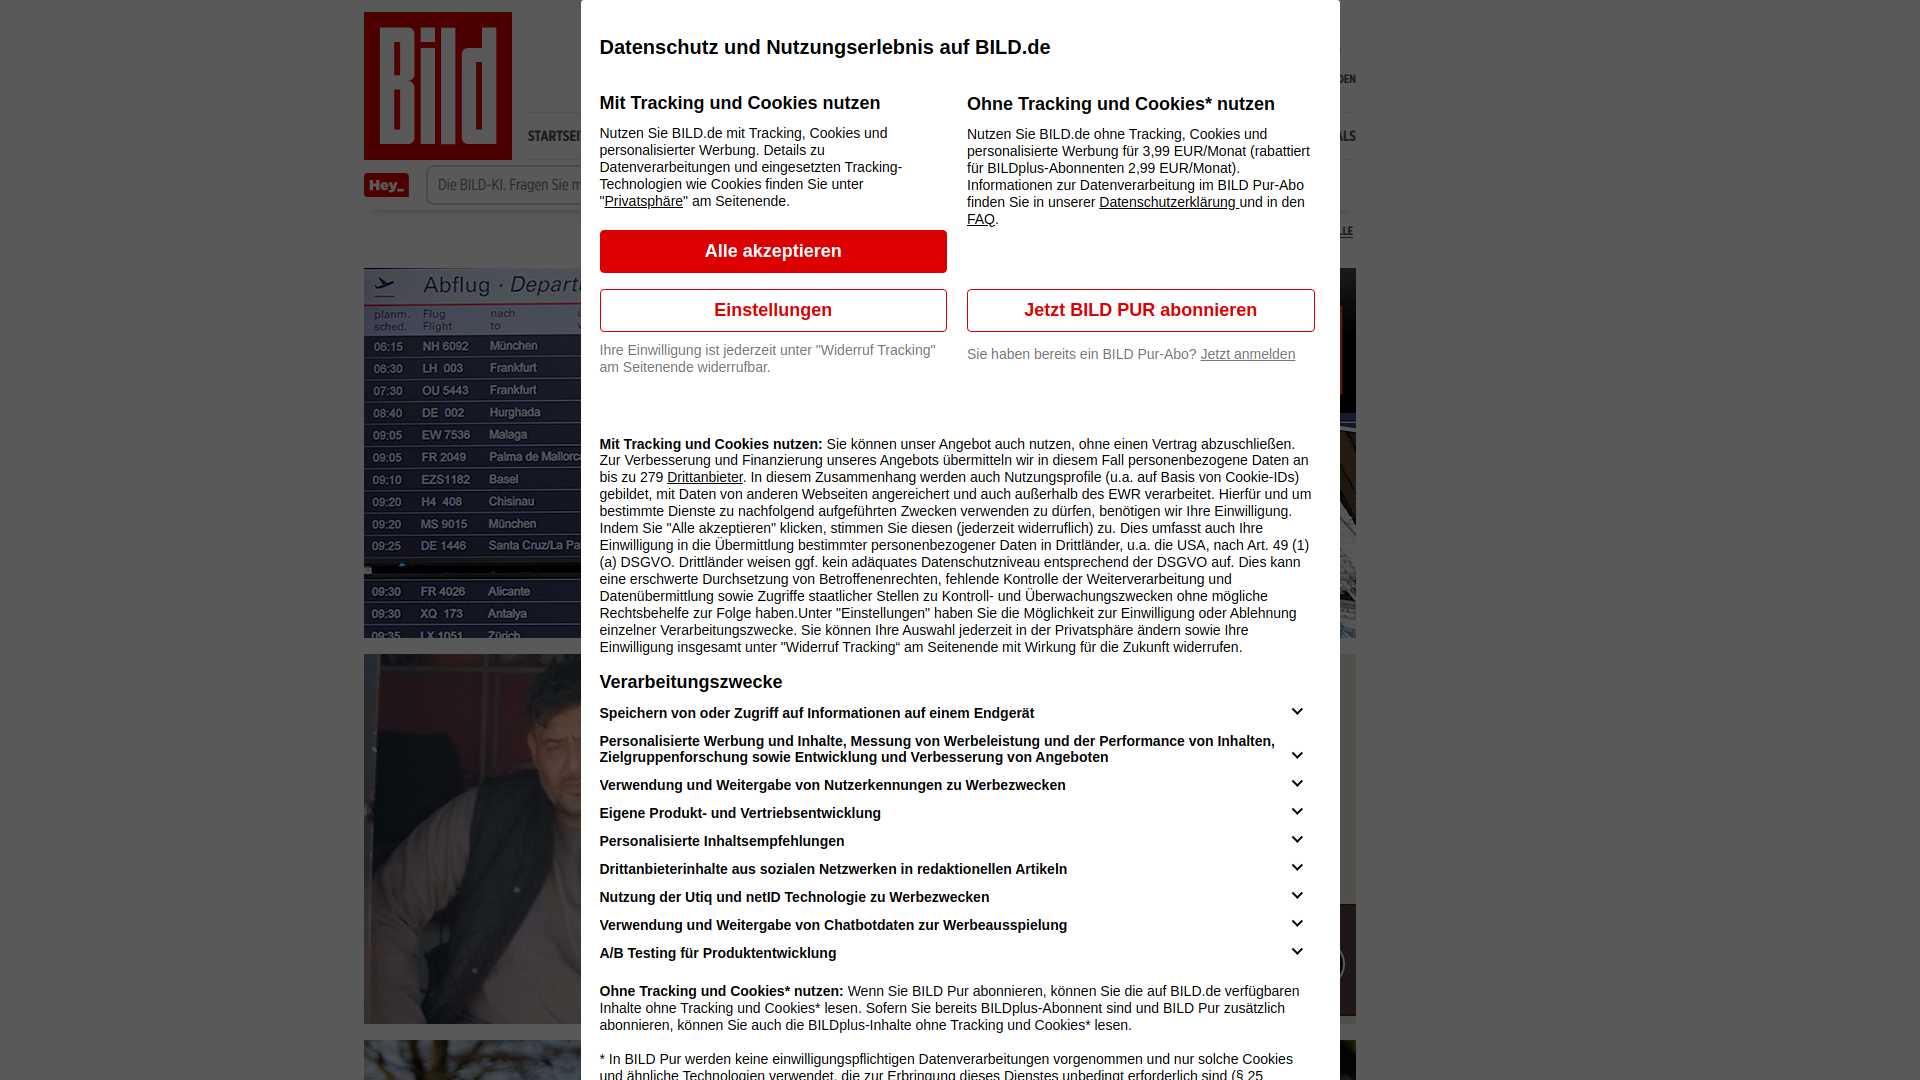 Bild
STARTSEI
Hey_
Die BILD-KI. Fragen Sie m
Datenschutz und Nutzungserlebnis auf BILD.de
Mit Tracking und Cookies nutzen
Nutzen Sie BILD.de mit Tracking, Cookies und
personalisierter Werbung. Details zu
Datenverarbeitungen und eingesetzten Tracking-
Technologien wie Cookies finden Sie unter
"Privatsphäre" am Seitenende.
Alle akzeptieren
Einstellungen
Ihre Einwilligung ist jederzeit unter "Widerruf Tracking"
am Seitenende widerrufbar.
Ohne Tracking und Cookies* nutzen
Nutzen Sie BILD.de ohne Tracking, Cookies und
personalisierte Werbung für 3,99 EUR/Monat (rabattiert
für BILDplus-Abonnenten 2,99 EUR/Monat).
Informationen zur Datenverarbeitung im BILD Pur-Abo
finden Sie in unserer Datenschutzerklärung und in den
FAQ.
Jetzt BILD PUR abonnieren
Sie haben bereits ein BILD Pur-Abo? Jetzt anmelden
Mit Tracking und Cookies nutzen: Sie können unser Angebot auch nutzen, ohne einen Vertrag abzuschließen.
Zur Verbesserung und Finanzierung unseres Angebots übermitteln wir in diesem Fall personenbezogene Daten an
bis zu 279 Drittanbieter. In diesem Zusammenhang werden auch Nutzungsprofile (u.a. auf Basis von Cookie-IDs)
gebildet, mit Daten von anderen Webseiten angereichert und auch außerhalb des EWR verarbeitet. Hierfür und um
bestimmte Dienste zu nachfolgend aufgeführten Zwecken verwenden zu dürfen, benötigen wir Ihre Einwilligung.
Indem Sie "Alle akzeptieren" klicken, stimmen Sie diesen (jederzeit widerruflich) zu. Dies umfasst auch Ihre
Einwilligung in die Übermittlung bestimmter personenbezogener Daten in Drittländer, u.a. die USA, nach Art. 49 (1)
(a) DSGVO. Drittländer weisen ggf. kein adäquates Datenschutzniveau entsprechend der DSGVO auf. Dies kann
eine erschwerte Durchsetzung von Betroffenenrechten, fehlende Kontrolle der Weiterverarbeitung und
Datenübermittlung sowie Zugriffe staatlicher Stellen zu Kontroll- und Überwachungszwecken ohne mögliche
Rechtsbehelfe zur Folge haben.Unter "Einstellungen" haben Sie die Möglichkeit zur Einwilligung oder Ablehnung
einzelner Verarbeitungszwecke. Sie können Ihre Auswahl jederzeit in der Privatsphäre ändern sowie Ihre
Einwilligung insgesamt unter "Widerruf Tracking“ am Seitenende mit Wirkung für die Zukunft widerrufen.
Verarbeitungszwecke
Speichern von oder Zugriff auf Informationen auf einem Endgerät
Personalisierte Werbung und Inhalte, Messung von Werbeleistung und der Performance von Inhalten,
Zielgruppenforschung sowie Entwicklung und Verbesserung von Angeboten
Verwendung und Weitergabe von Nutzerkennungen zu Werbezwecken
Eigene Produkt- und Vertriebsentwicklung
Personalisierte Inhaltsempfehlungen
Drittanbieterinhalte aus sozialen Netzwerken in redaktionellen Artikeln
Nutzung der Utiq und netID Technologie zu Werbezwecken
Verwendung und Weitergabe von Chatbotdaten zur Werbeausspielung
A/B Testing für Produktentwicklung
Ohne Tracking und Cookies* nutzen: Wenn Sie BILD Pur abonnieren, können Sie die auf BILD.de verfügbaren
Inhalte ohne Tracking und Cookies* lesen. Sofern Sie bereits BILDplus-Abonnent sind und BILD Pur zusätzlich
abonnieren, können Sie auch die BILDplus-Inhalte ohne Tracking und Cookies* lesen.
* In BILD Pur werden keine einwilligungspflichtigen Datenverarbeitungen vorgenommen und nur solche Cookies
und ähnliche Technologien verwendet, die zur Erbringung dieses Dienstes unbedingt erforderlich sind (§ 25
DEN
ALS
LLE
Abflug · Departu
planm. Flug nach
sched. Flight to
06:15 NH 6092 München
06:30 LH 003 Frankfurt
07:30 OU 5443 Frankfurt
08:40 DE 002 Hurghada
09:05 EW 7536 Malaga
09:05 FR 2049 Palma de Mallorca
09:10 EZS1182 Basel
09:20 H4 408 Chisinau
09:20 MS 9015 München
09:25 DE 1446 Santa Cruz/La Pa
09:30 FR 4026 Alicante
09:30 XQ 173 Antalya
09:35 LX 1051 Zürich